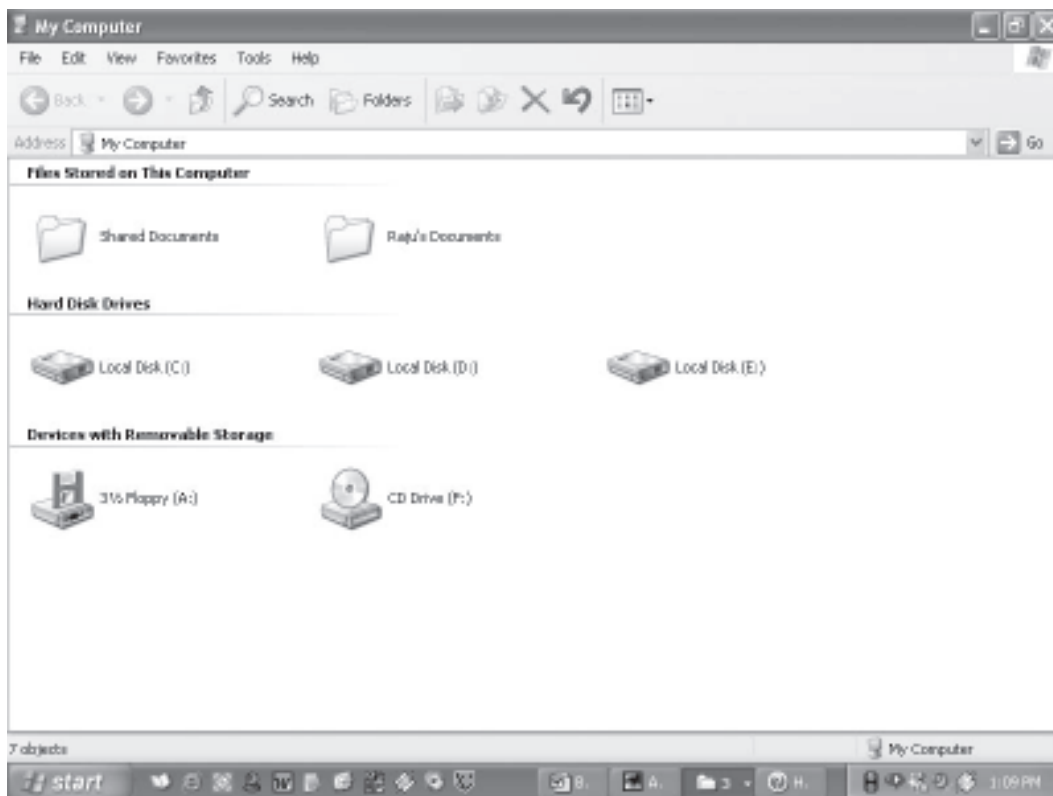 My Computer
File Edit View Favorites Tools Help
Back Search Folders
Address My Computer Go
Files Stored on This Computer
Shared Documents Raju's Documents
Hard Disk Drives
Local Disk (C:) Local Disk (D:) Local Disk (E:)
Devices with Removable Storage
3½ Floppy (A:) CD Drive (F:)
7 objects My Computer
start B. A. 3 H. 1:09 PM